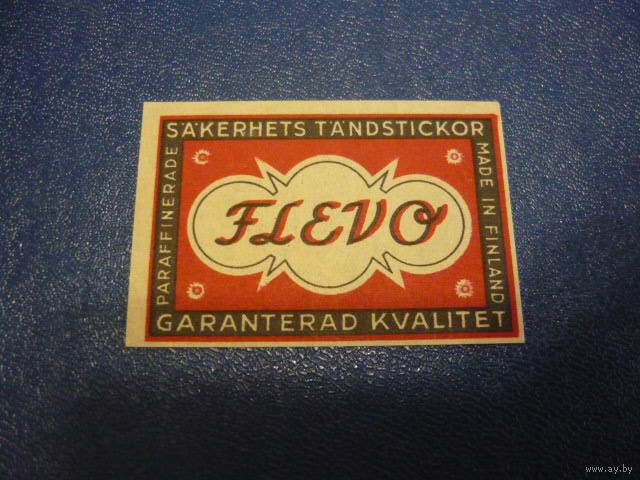 SÄKERHETS TÄNDSTICKOR
PARAFFINERADE
MADE IN FINLAND
FLEVO
GARANTERAD KVALITET
www.ay.by